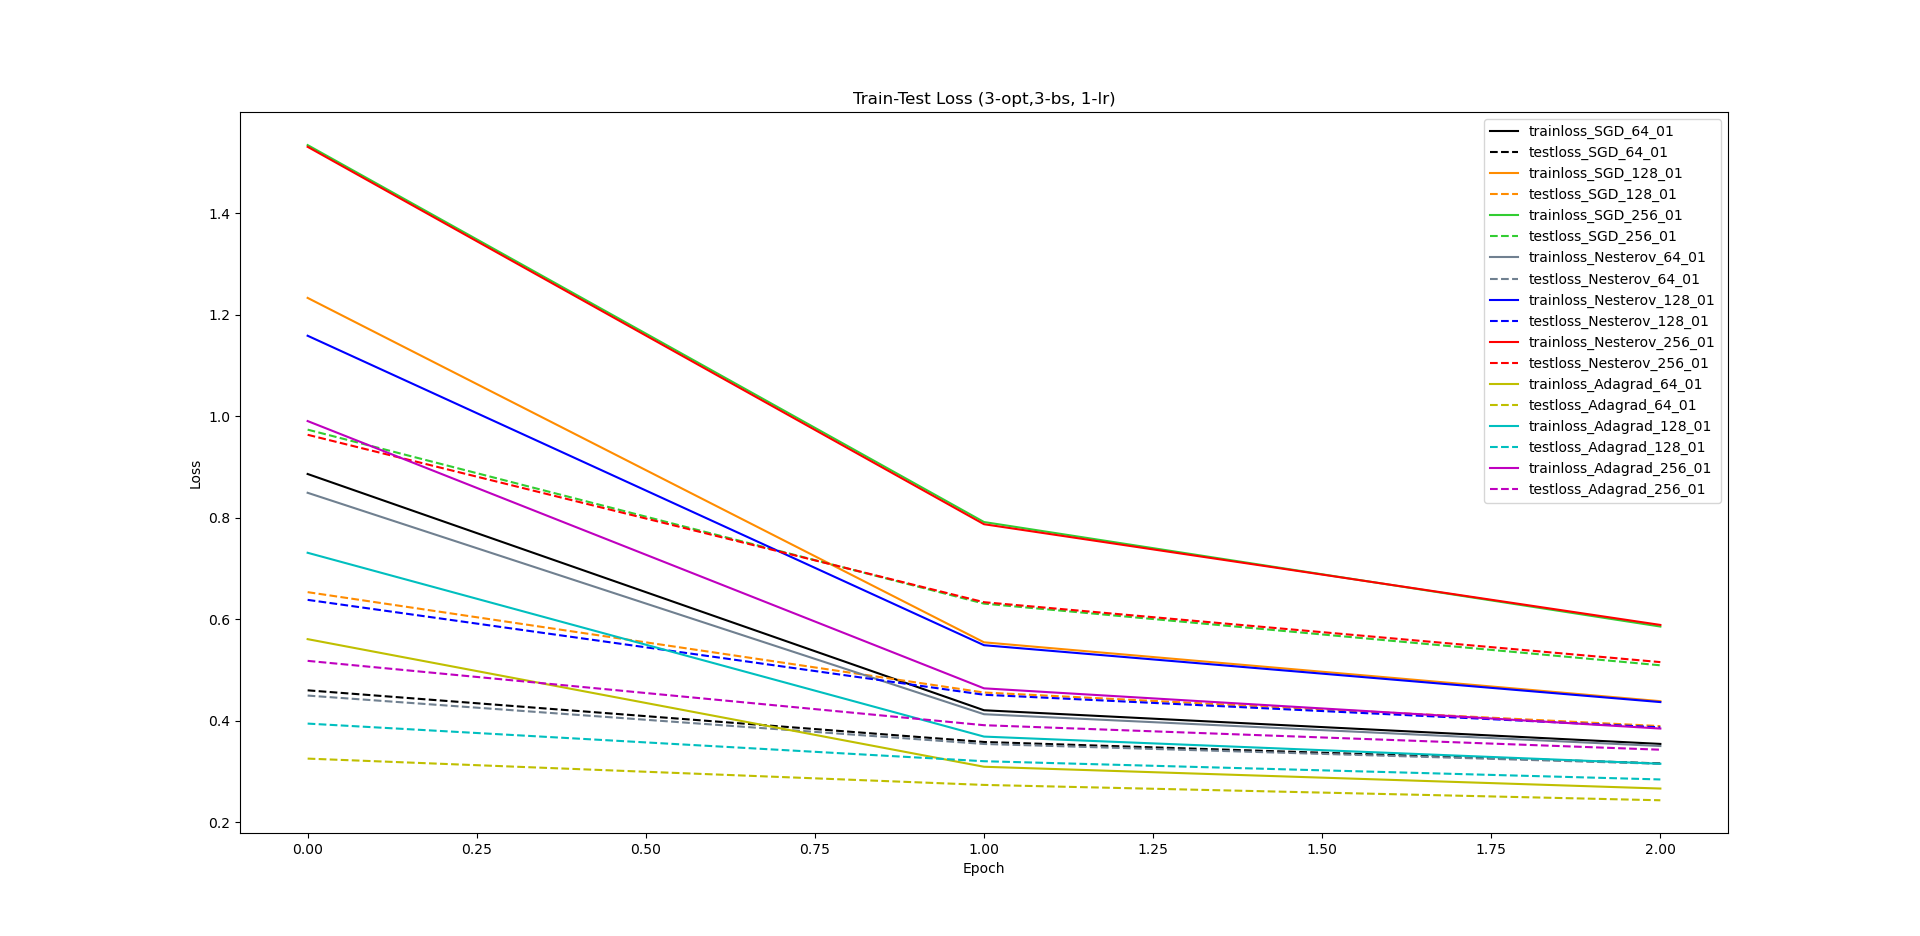 Train-Test Loss (3-opt,3-bs, 1-lr)
trainloss_SGD_64_01
testloss_SGD_64_01
trainloss_SGD_128_01
testloss_SGD_128_01
trainloss_SGD_256_01
testloss_SGD_256_01
trainloss_Nesterov_64_01
testloss_Nesterov_64_01
trainloss_Nesterov_128_01
testloss_Nesterov_128_01
trainloss_Nesterov_256_01
testloss_Nesterov_256_01
trainloss_Adagrad_64_01
testloss_Adagrad_64_01
trainloss_Adagrad_128_01
testloss_Adagrad_128_01
trainloss_Adagrad_256_01
testloss_Adagrad_256_01
Loss
1.4
1.2
1.0
0.8
0.6
0.4
0.2
0.00 0.25 0.50 0.75 1.00 1.25 1.50 1.75 2.00
Epoch